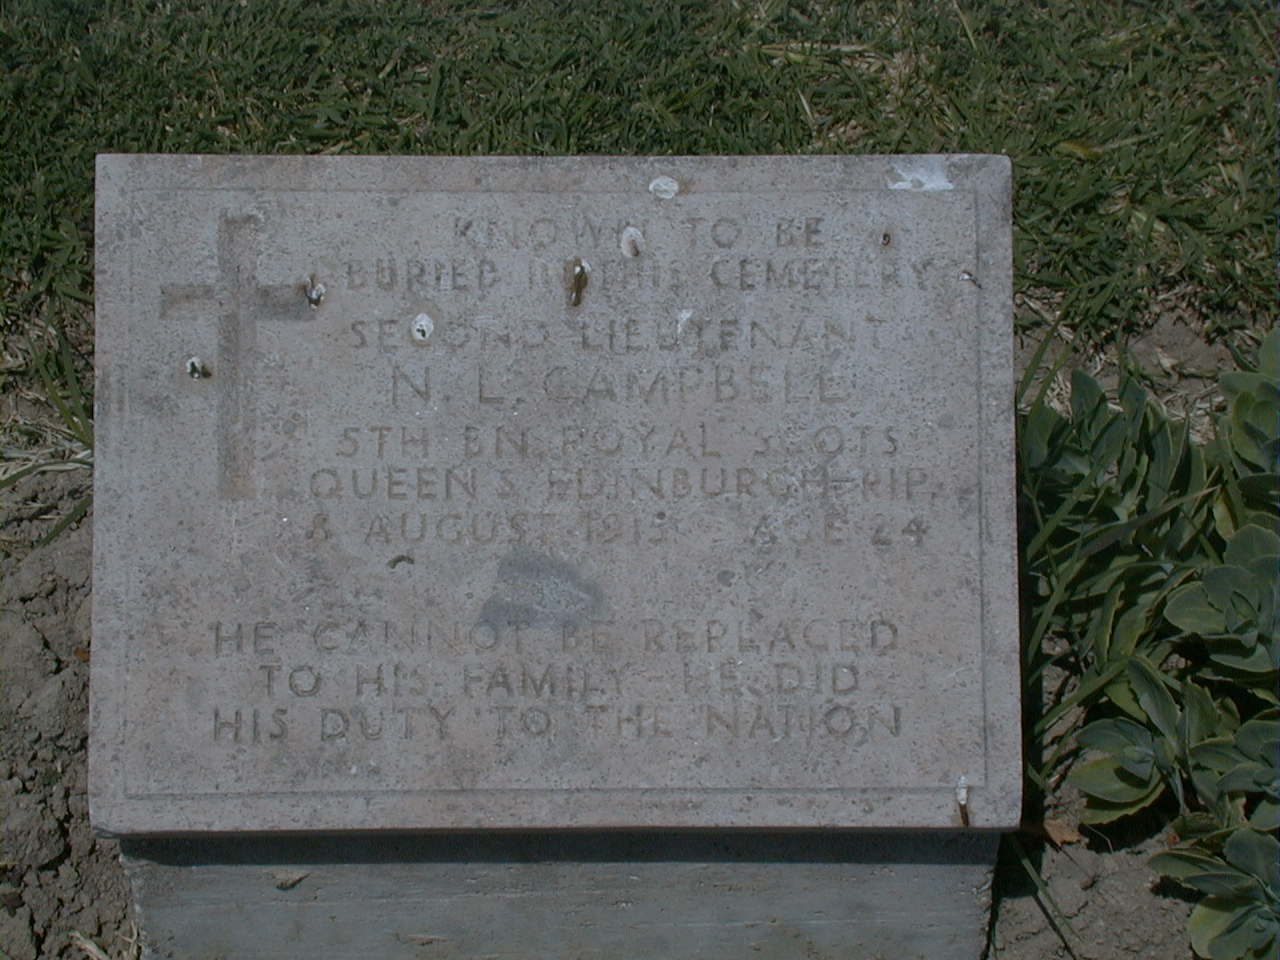 KNOWN TO BE
BURIED IN THIS CEMETERY
SECOND LIEUTENANT
N. L. CAMPBELL
5TH BN. ROYAL SCOTS
QUEEN'S EDINBURGH RIF.
8 AUGUST 1915 AGE 24
HE CANNOT BE REPLACED
TO HIS FAMILY HE DID
HIS DUTY TO THE NATION